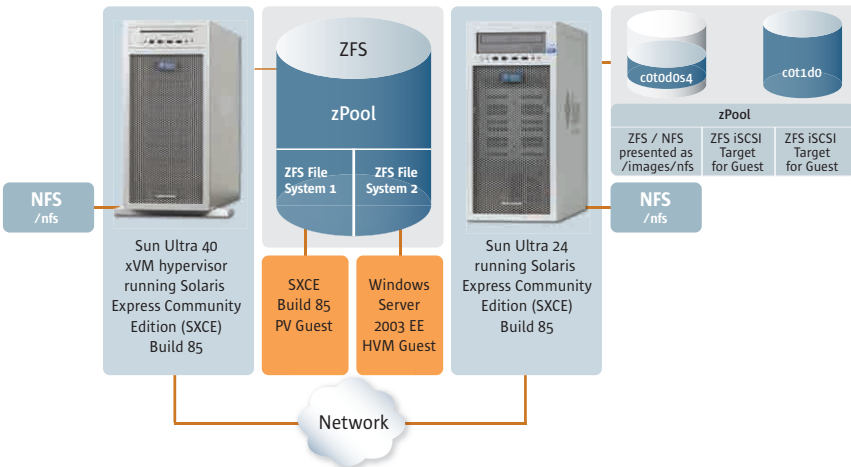 ZFS
zPool
ZFS File
System 1
ZFS File
System 2
NFS
/nfs
Sun Ultra 40
xVM hypervisor
running Solaris
Express Community
Edition (SXCE)
Build 85
SXCE
Build 85
PV Guest
Windows
Server
2003 EE
HVM Guest
Sun Ultra 24
running Solaris
Express Community
Edition (SXCE)
Build 85
c0t0d0s4
c0t1d0
zPool
ZFS / NFS
presented as
/images/nfs
ZFS iSCSI
Target
for Guest
ZFS iSCSI
Target
for Guest
NFS
/nfs
Network